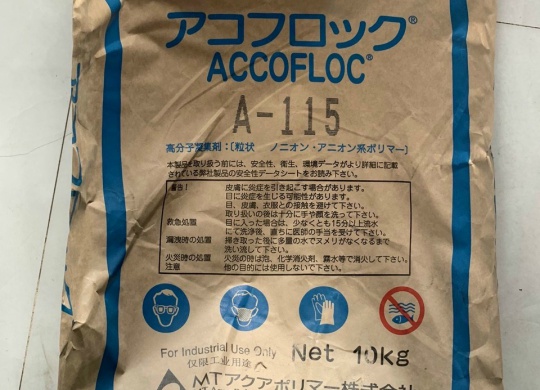 アコフロック®
ACCOFLOC®
A-115
高分子凝集剤：〔粒状　ノニオン・アニオン系ポリマー〕
本製品を取り扱う前には、安全性、衛生、環境データがより詳細に記載
されている弊社製品の安全性データシートをお読み下さい。
警告！ 皮膚に炎症を引き起こす場合があります。
目に炎症を生じる可能性があります。
目、皮膚、衣服との接触を避けて下さい。
取り扱いの後は十分に手や顔を洗って下さい。
救急処置 目に入った場合は、少なくとも15分以上流水
にて洗浄後、直ちに医師の手当を受けて下さい。
漏洩時の処置 掃き取った後に多量の水でヌメリがなくなるまで
洗い流して下さい。
火災時の処置 火災の時は泡、化学消火剤、霧水等で消火して下さい。
注意 他の目的には使用しないで下さい。
For Industrial Use Only Net 10kg
仅限工业用途
MTアクアポリマー株式会社